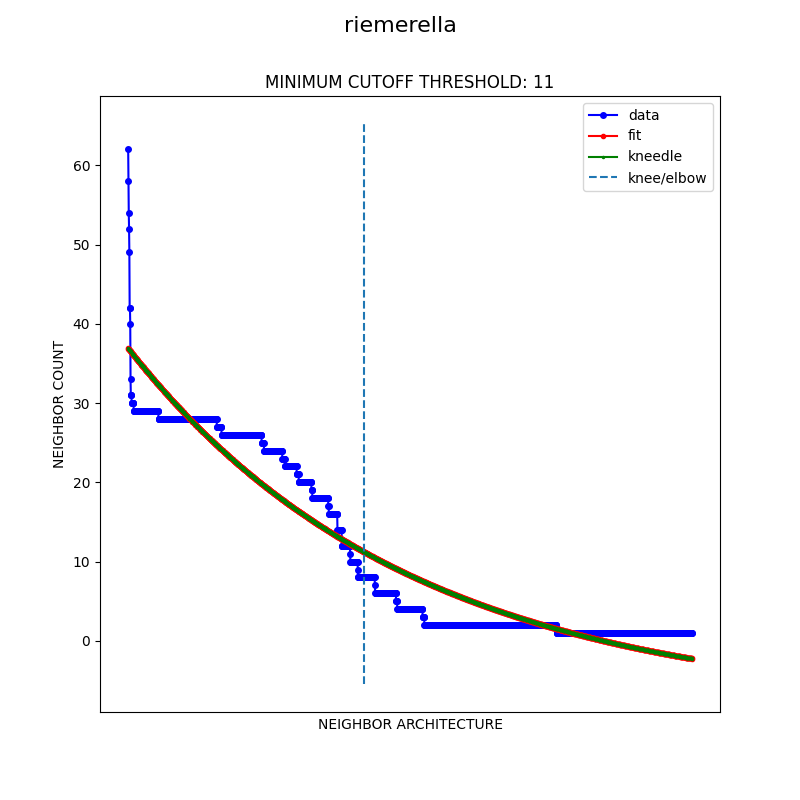 riemerella
MINIMUM CUTOFF THRESHOLD: 11
data
fit
kneedle
knee/elbow
60
50
40
30
20
10
0
NEIGHBOR COUNT
NEIGHBOR ARCHITECTURE